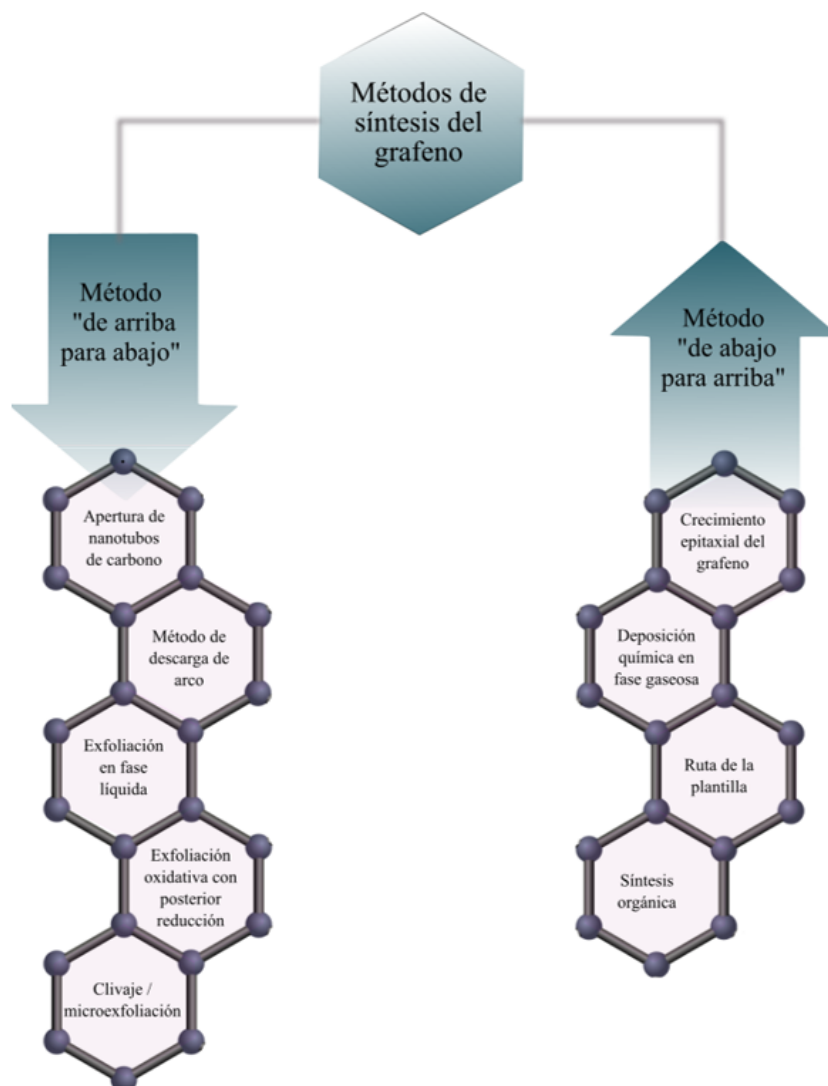 Métodos de
síntesis del
grafeno
Método
"de arriba
para abajo"
Método
"de abajo
para arriba"
Apertura de
nanotubos
de carbono
Método de
descarga de
arco
Exfoliación
en fase
líquida
Exfoliación
oxidativa con
posterior
reducción
Clivaje /
microexfoliación
Crecimiento
epitaxial del
grafeno
Deposición
química en
fase gaseosa
Ruta de la
plantilla
Síntesis
orgánica